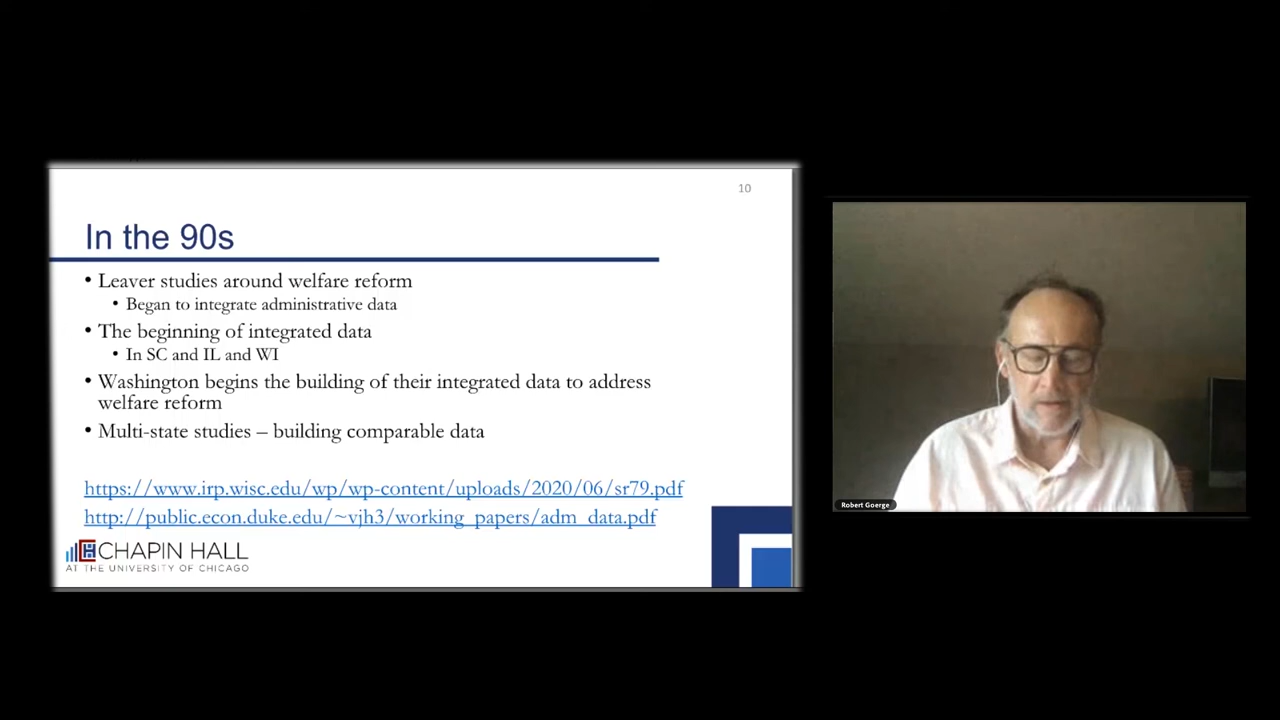 10
In the 90s
• Leaver studies around welfare reform
• Began to integrate administrative data
• The beginning of integrated data
• In SC and IL and WI
• Washington begins the building of their integrated data to address
welfare reform
• Multi-state studies – building comparable data
https://www.irp.wisc.edu/wp/wp-content/uploads/2020/06/sr79.pdf
http://public.econ.duke.edu/~vjh3/working_papers/adm_data.pdf
CHAPIN HALL
AT THE UNIVERSITY OF CHICAGO
Robert Goerge